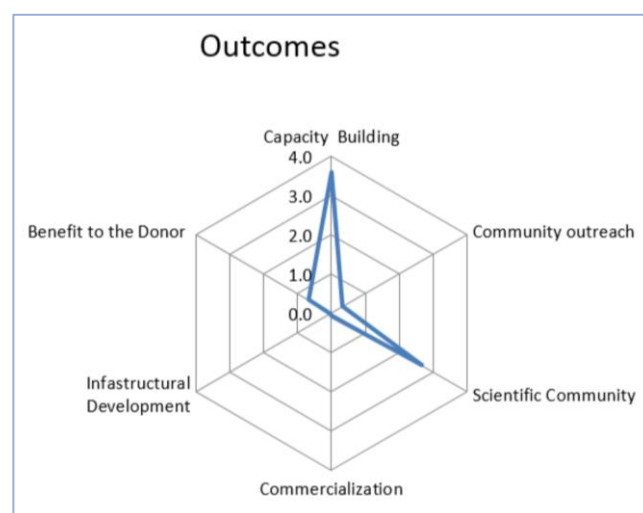 Outcomes
Capacity Building
4.0
3.0
2.0
1.0
0.0
Community outreach
Scientific Community
Commercialization
Infastructural
Development
Benefit to the Donor